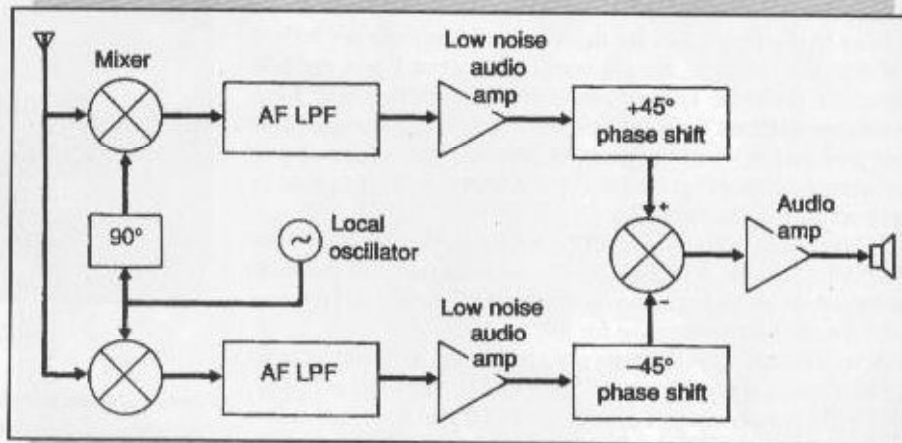 Mixer
AF LPF
Low noise
audio
amp
+45°
phase shift
90°
Local
oscillator
~
+
Audio
amp
−
Low noise
audio
amp
AF LPF
−45°
phase shift